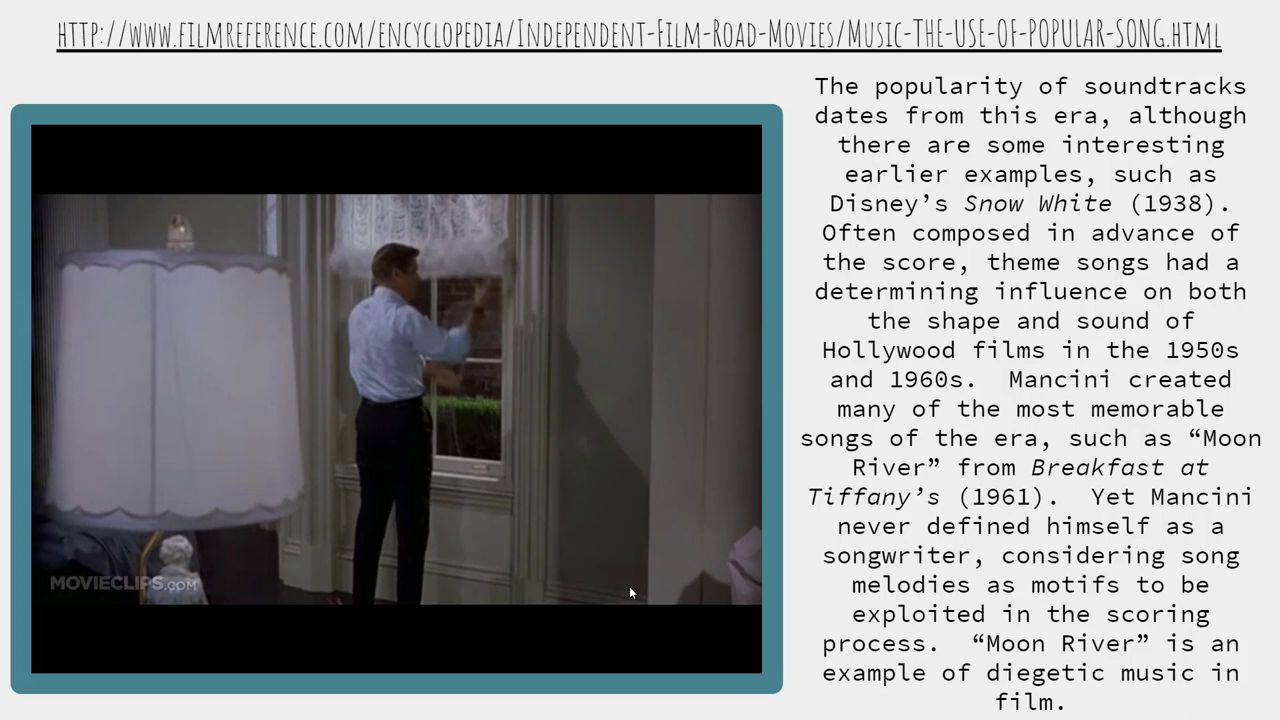 http://www.filmreference.com/encyclopedia/Independent-Film-Road-Movies/Music-THE-USE-OF-POPULAR-SONG.html
The popularity of soundtracks
dates from this era, although
there are some interesting
earlier examples, such as
Disney’s Snow White (1938).
Often composed in advance of
the score, theme songs had a
determining influence on both
the shape and sound of
Hollywood films in the 1950s
and 1960s.  Mancini created
many of the most memorable
songs of the era, such as “Moon
River” from Breakfast at
Tiffany’s (1961).  Yet Mancini
never defined himself as a
songwriter, considering song
melodies as motifs to be
exploited in the scoring
process.  “Moon River” is an
example of diegetic music in
film.
MOVIECLIPS.COM